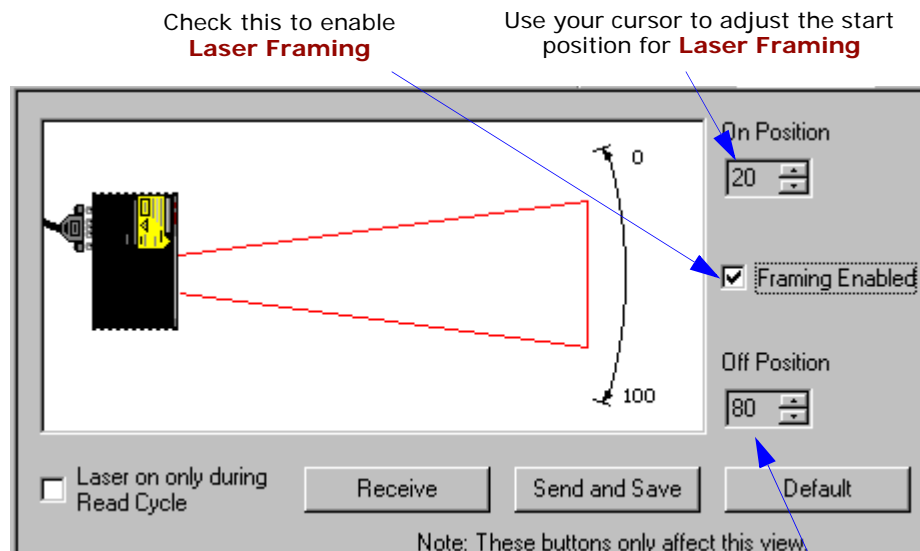 Check this to enable
Laser Framing
Use your cursor to adjust the start
position for Laser Framing
On Position
0
20
Framing Enabled
Off Position
100
80
Laser on only during
Read Cycle
Receive
Send and Save
Default
Note: These buttons only affect this view.